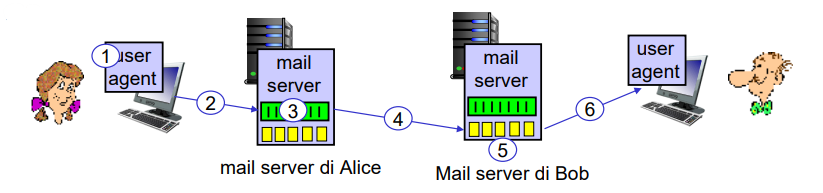 1
user
agent
2
mail
server
3
mail server di Alice
4
mail
server
5
Mail server di Bob
6
user
agent